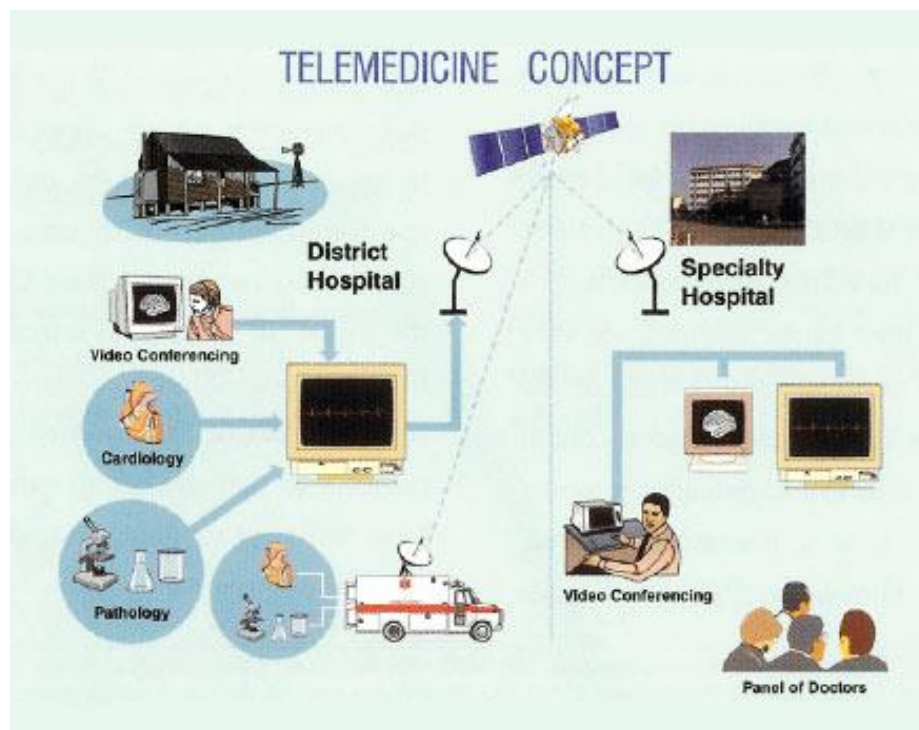 TELEMEDICINE CONCEPT
District
Hospital
Specialty
Hospital
Video Conferencing
Cardiology
Pathology
Video Conferencing
Panel of Doctors